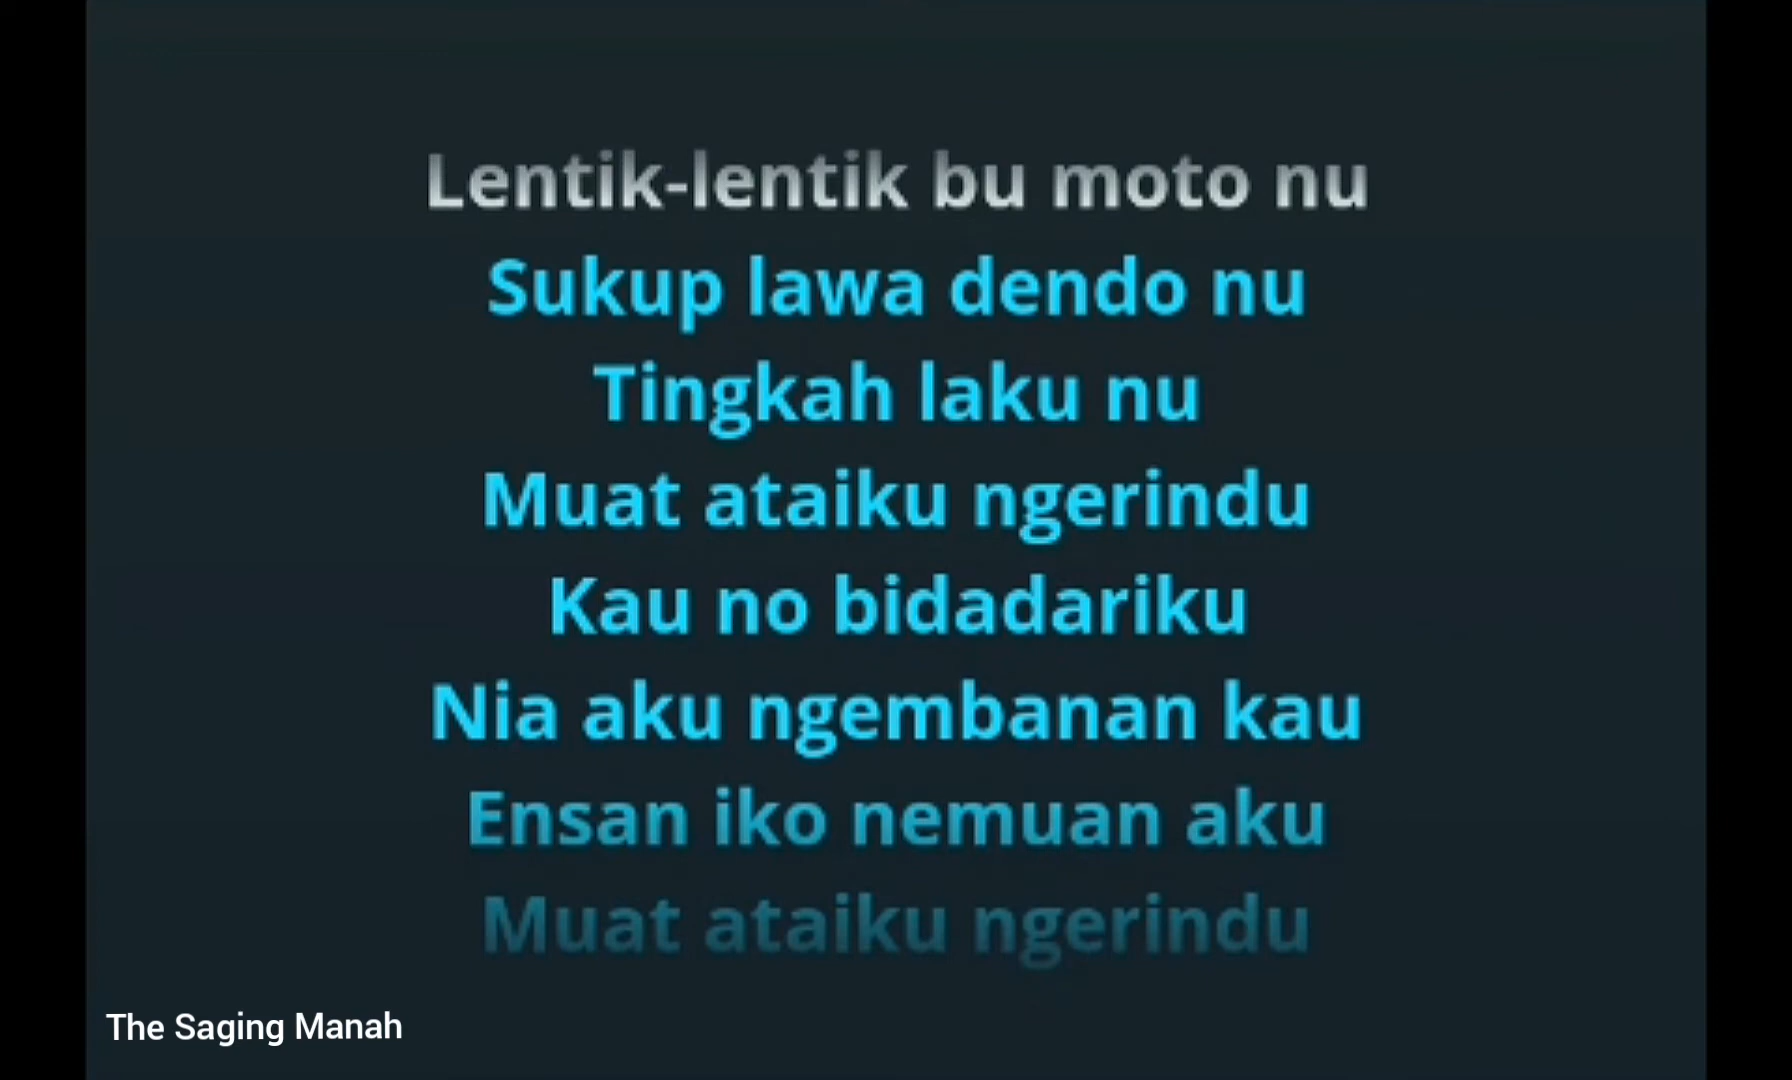 Lentik-lentik bu moto nu
Sukup lawa dendo nu
Tingkah laku nu
Muat ataiku ngerindu
Kau no bidadariku
Nia aku ngembanan kau
Ensan iko nemuan aku
Muat ataiku ngerindu
The Saging Manah